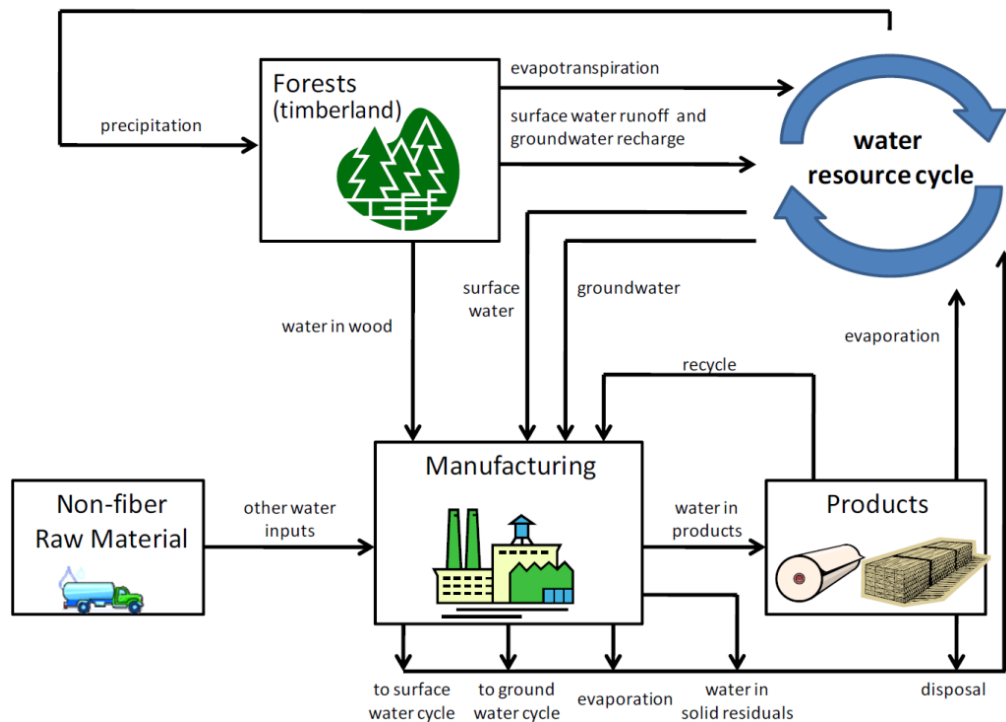 Forests
(timberland)
evapotranspiration
precipitation
surface water runoff and
groundwater recharge
water
resource cycle
surface
water
groundwater
water in wood
evaporation
recycle
Manufacturing
Non-fiber
Raw Material
other water
inputs
water in
products
Products
to surface
water cycle
to ground
water cycle
evaporation
water in
solid residuals
disposal